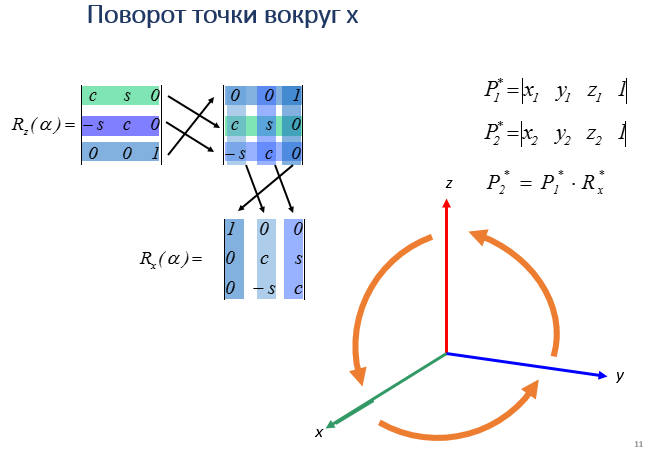 Поворот точки вокруг x
R_z(α) = | c s 0 |
| -s c 0 |
| 0 0 1 |
| 0 0 1 |
| c s 0 |
| -s c 0 |
R_x(α) = | 1 0 0 |
| 0 c s |
| 0 -s c |
P_1^* = |x_1 y_1 z_1 1|
P_2^* = |x_2 y_2 z_2 1|
P_2^* = P_1^* · R_x^*
z
y
x
11